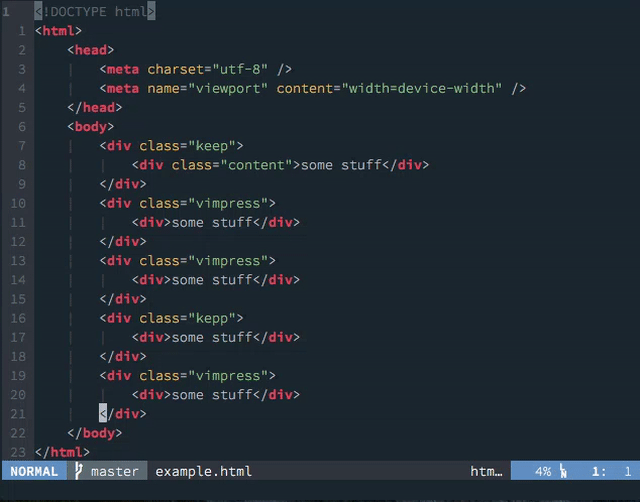 1 <!DOCTYPE html>
1 <html>
2 <head>
3 <meta charset="utf-8" />
4 <meta name="viewport" content="width=device-width" />
5 </head>
6 <body>
7 <div class="keep">
8 <div class="content">some stuff</div>
9 </div>
10 <div class="vimpress">
11 <div>some stuff</div>
12 </div>
13 <div class="vimpress">
14 <div>some stuff</div>
15 </div>
16 <div class="kepp">
17 <div>some stuff</div>
18 </div>
19 <div class="vimpress">
20 <div>some stuff</div>
21 </div>
22 </body>
23 </html>
NORMAL master example.html htm… 4% 1: 1